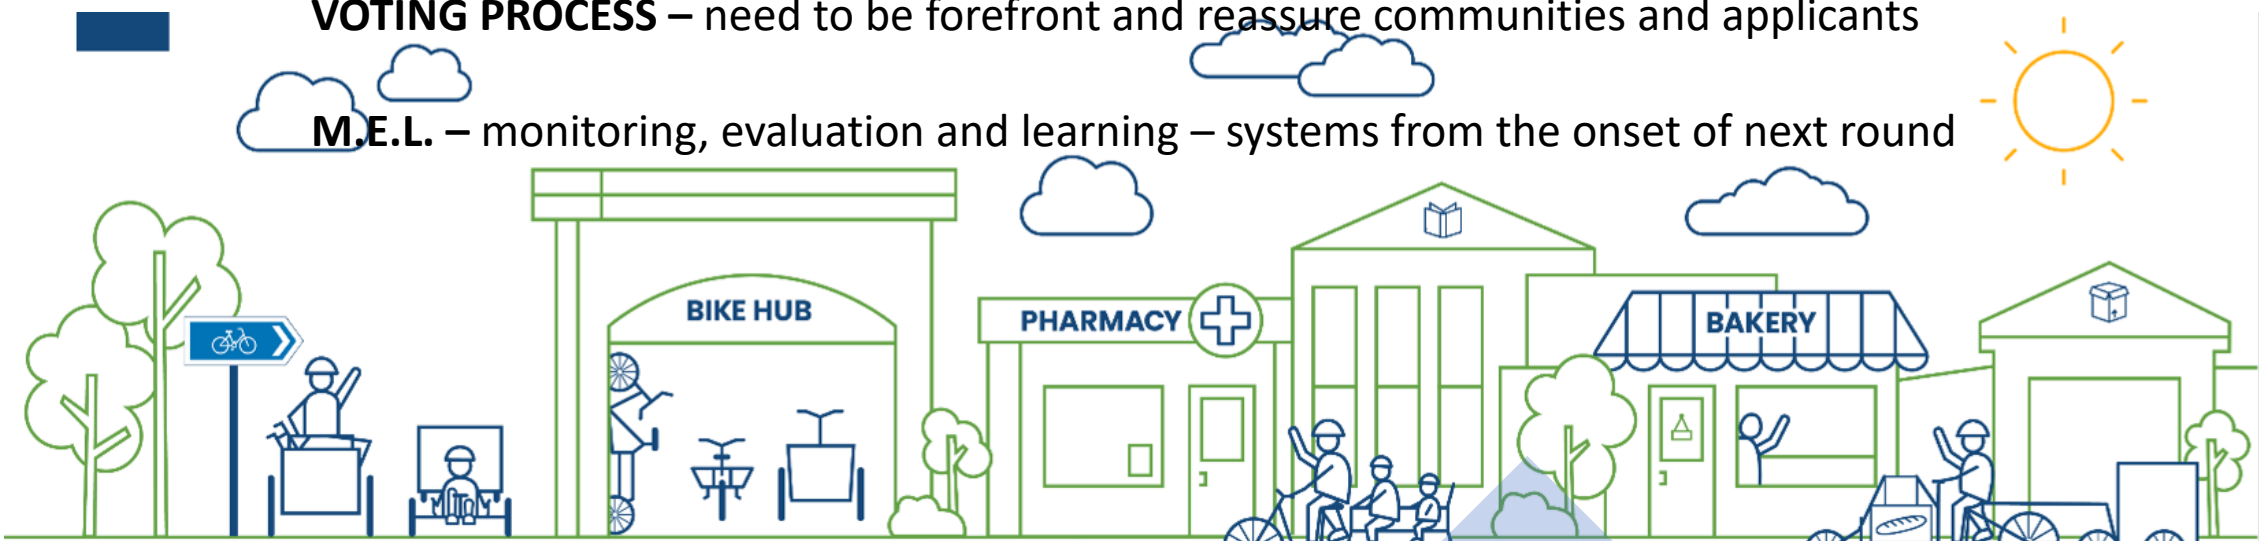 VOTING PROCESS – need to be forefront and reassure communities and applicants
M.E.L. – monitoring, evaluation and learning – systems from the onset of next round
BIKE HUB
PHARMACY
BAKERY